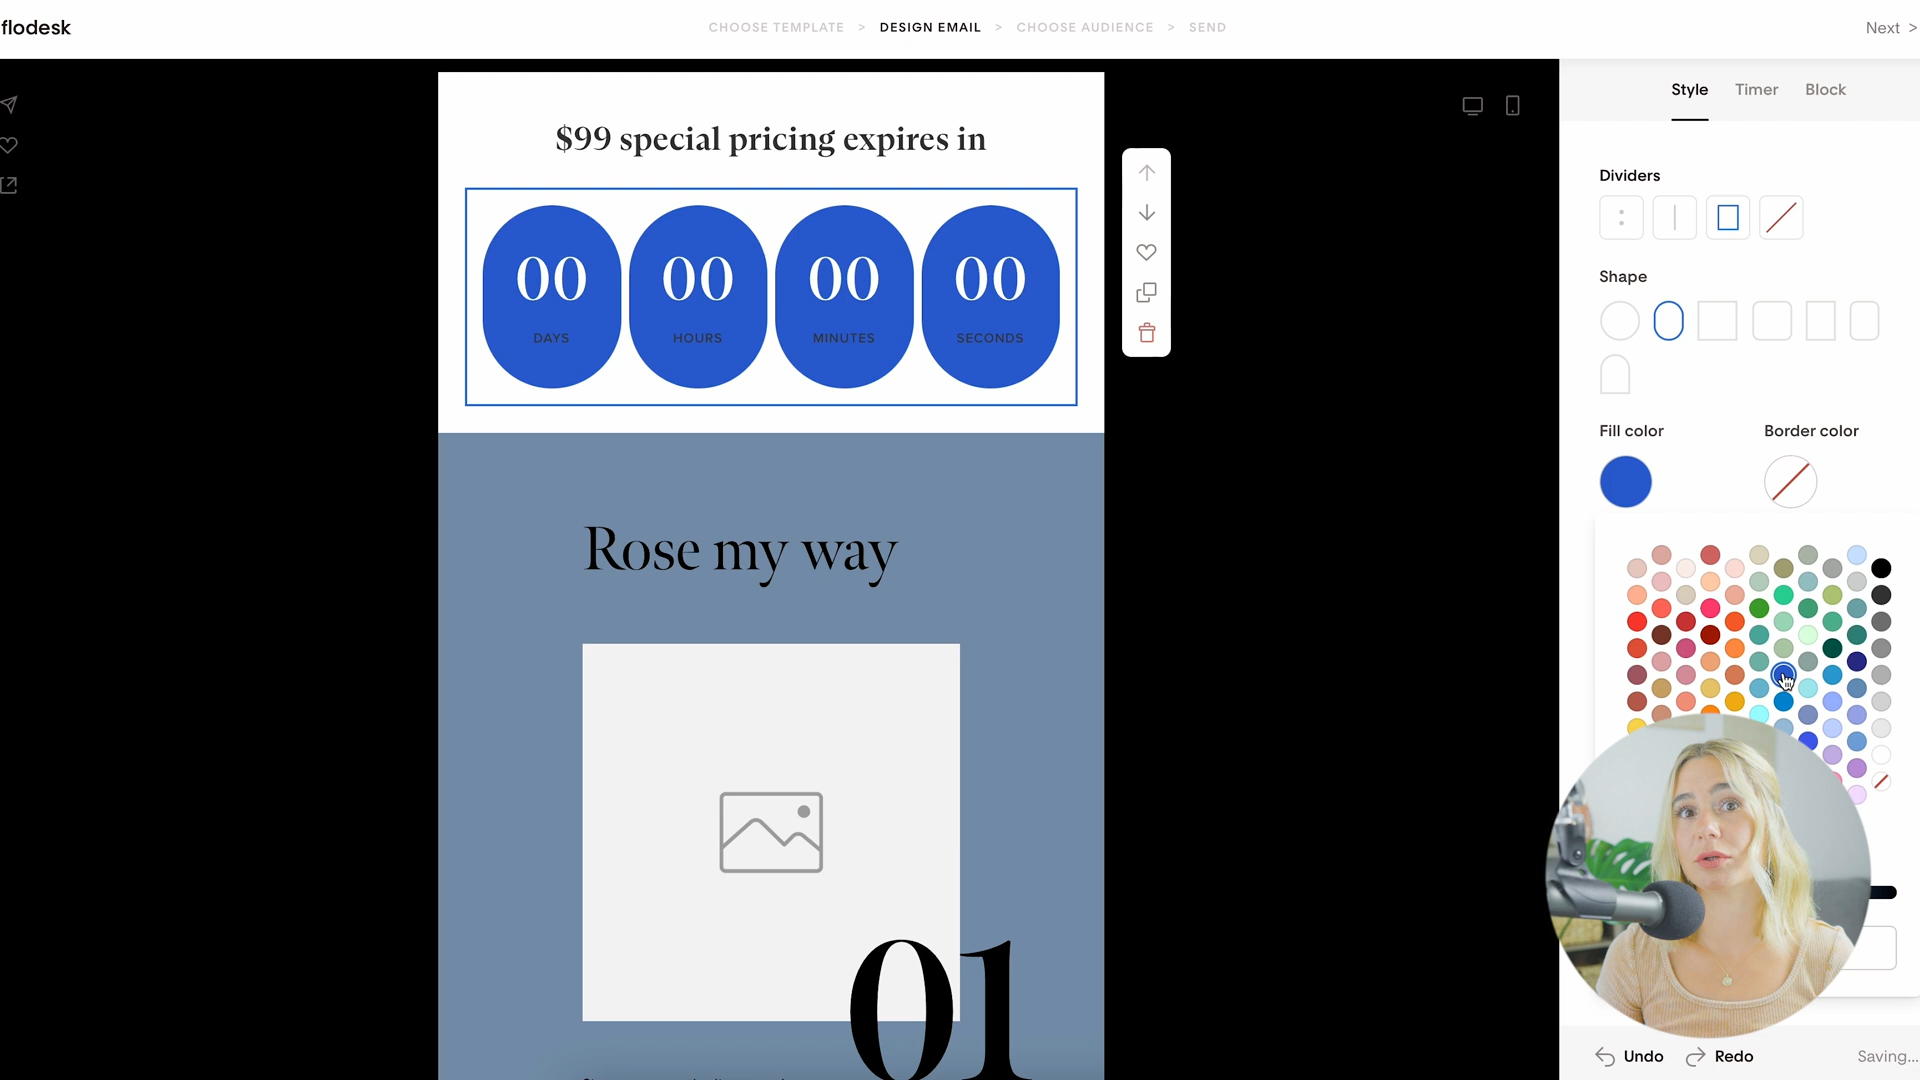 flodesk
CHOOSE TEMPLATE > DESIGN EMAIL > CHOOSE AUDIENCE > SEND
Next >
Style Timer Block
$99 special pricing expires in
00 00 00 00
DAYS HOURS MINUTES SECONDS
Dividers
Shape
Fill color Border color
Rose my way
01
Undo Redo Saving...